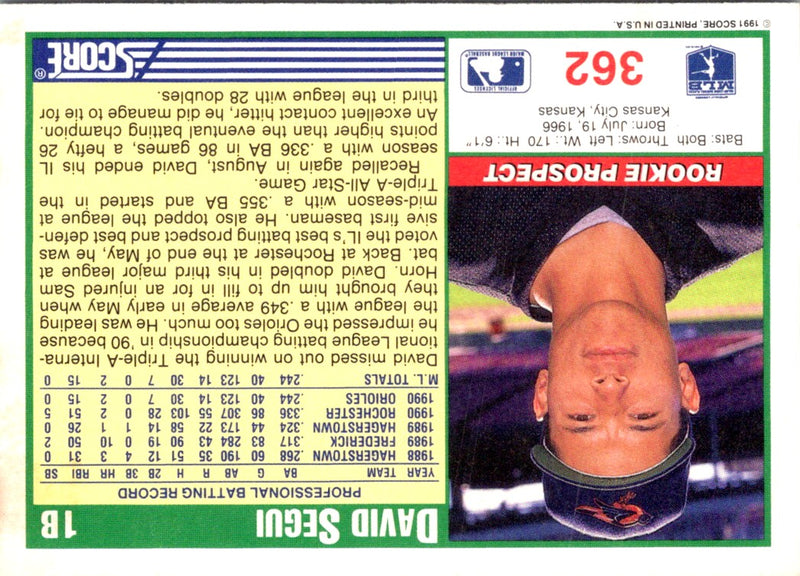 DAVID SEGUI 1B
PROFESSIONAL BATTING RECORD
YEAR TEAM BA G AB R H 2B 3B HR RBI SB
1988 HAGERSTOWN .268 60 190 35 51 12 4 3 31 0
1989 FREDERICK .317 83 284 43 90 19 0 10 50 2
1989 HAGERSTOWN .324 44 173 22 56 14 1 1 26 0
1990 ROCHESTER .336 86 307 55 103 28 0 2 51 5
1990 ORIOLES .244 40 123 14 30 7 0 2 15 0
M.L. TOTALS .244 40 123 14 30 7 0 2 15 0
David missed out on winning the Triple-A Interna-
tional League batting championship in '90 because
he impressed the Orioles too much. He was leading
the league with a .349 average in early May when
they brought him up to fill in for an injured Sam
Horn. David doubled in his third major league at
bat. Back at Rochester at the end of May, he was
voted the IL's best batting prospect and best defen-
sive first baseman. He also topped the league at
mid-season with a .355 BA and started in the
Triple-A All-Star Game.
Recalled again in August, David ended his IL
season with a .336 BA in 86 games, a hefty 26
points higher than the eventual batting champion.
An excellent contact hitter, he did manage to tie for
third in the league with 28 doubles.
SCORE ®
ROOKIE PROSPECT
Bats: Both Throws: Left Wt.: 170 Ht.: 6'1"
Born: July 19, 1966
Kansas City, Kansas
MLB
362
OFFICIAL LICENSEE
MAJOR LEAGUE BASEBALL
© 1991 SCORE, PRINTED IN U.S.A.